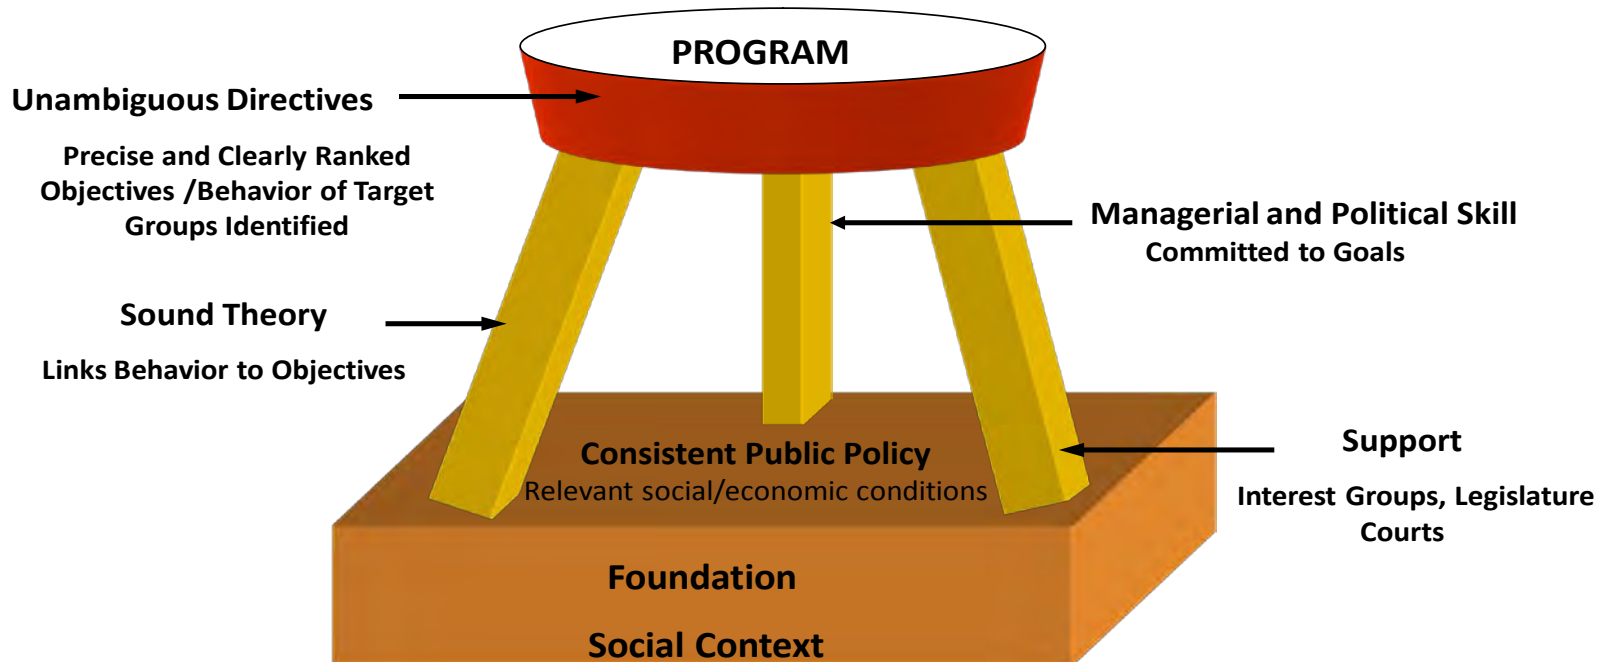 PROGRAM
Unambiguous Directives
Precise and Clearly Ranked
Objectives /Behavior of Target
Groups Identified
Managerial and Political Skill
Committed to Goals
Sound Theory
Links Behavior to Objectives
Consistent Public Policy
Relevant social/economic conditions
Support
Interest Groups, Legislature
Courts
Foundation
Social Context